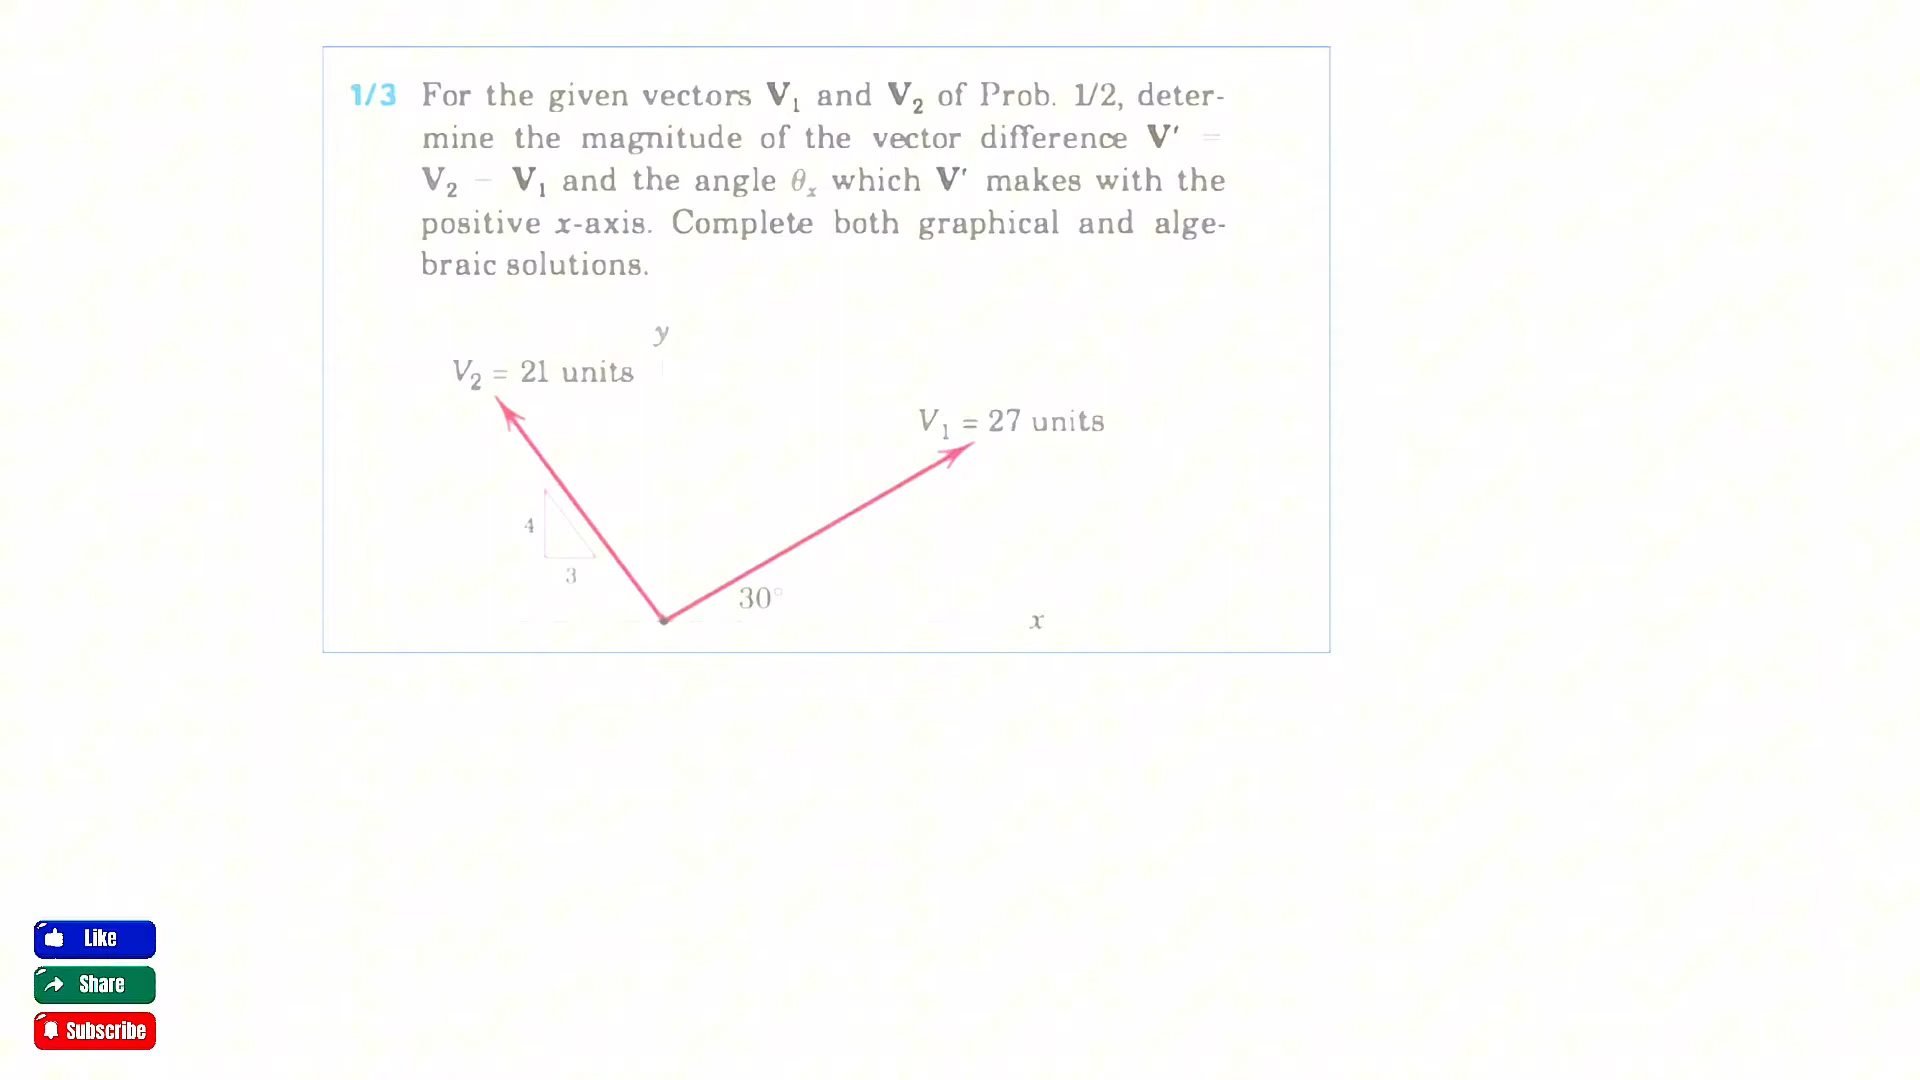 1/3 For the given vectors V₁ and V₂ of Prob. 1/2, deter-
mine the magnitude of the vector difference V′ =
V₂ − V₁ and the angle θₓ which V′ makes with the
positive x-axis. Complete both graphical and alge-
braic solutions.
y
V₂ = 21 units
V₁ = 27 units
4
3
30°
x
Like
Share
Subscribe